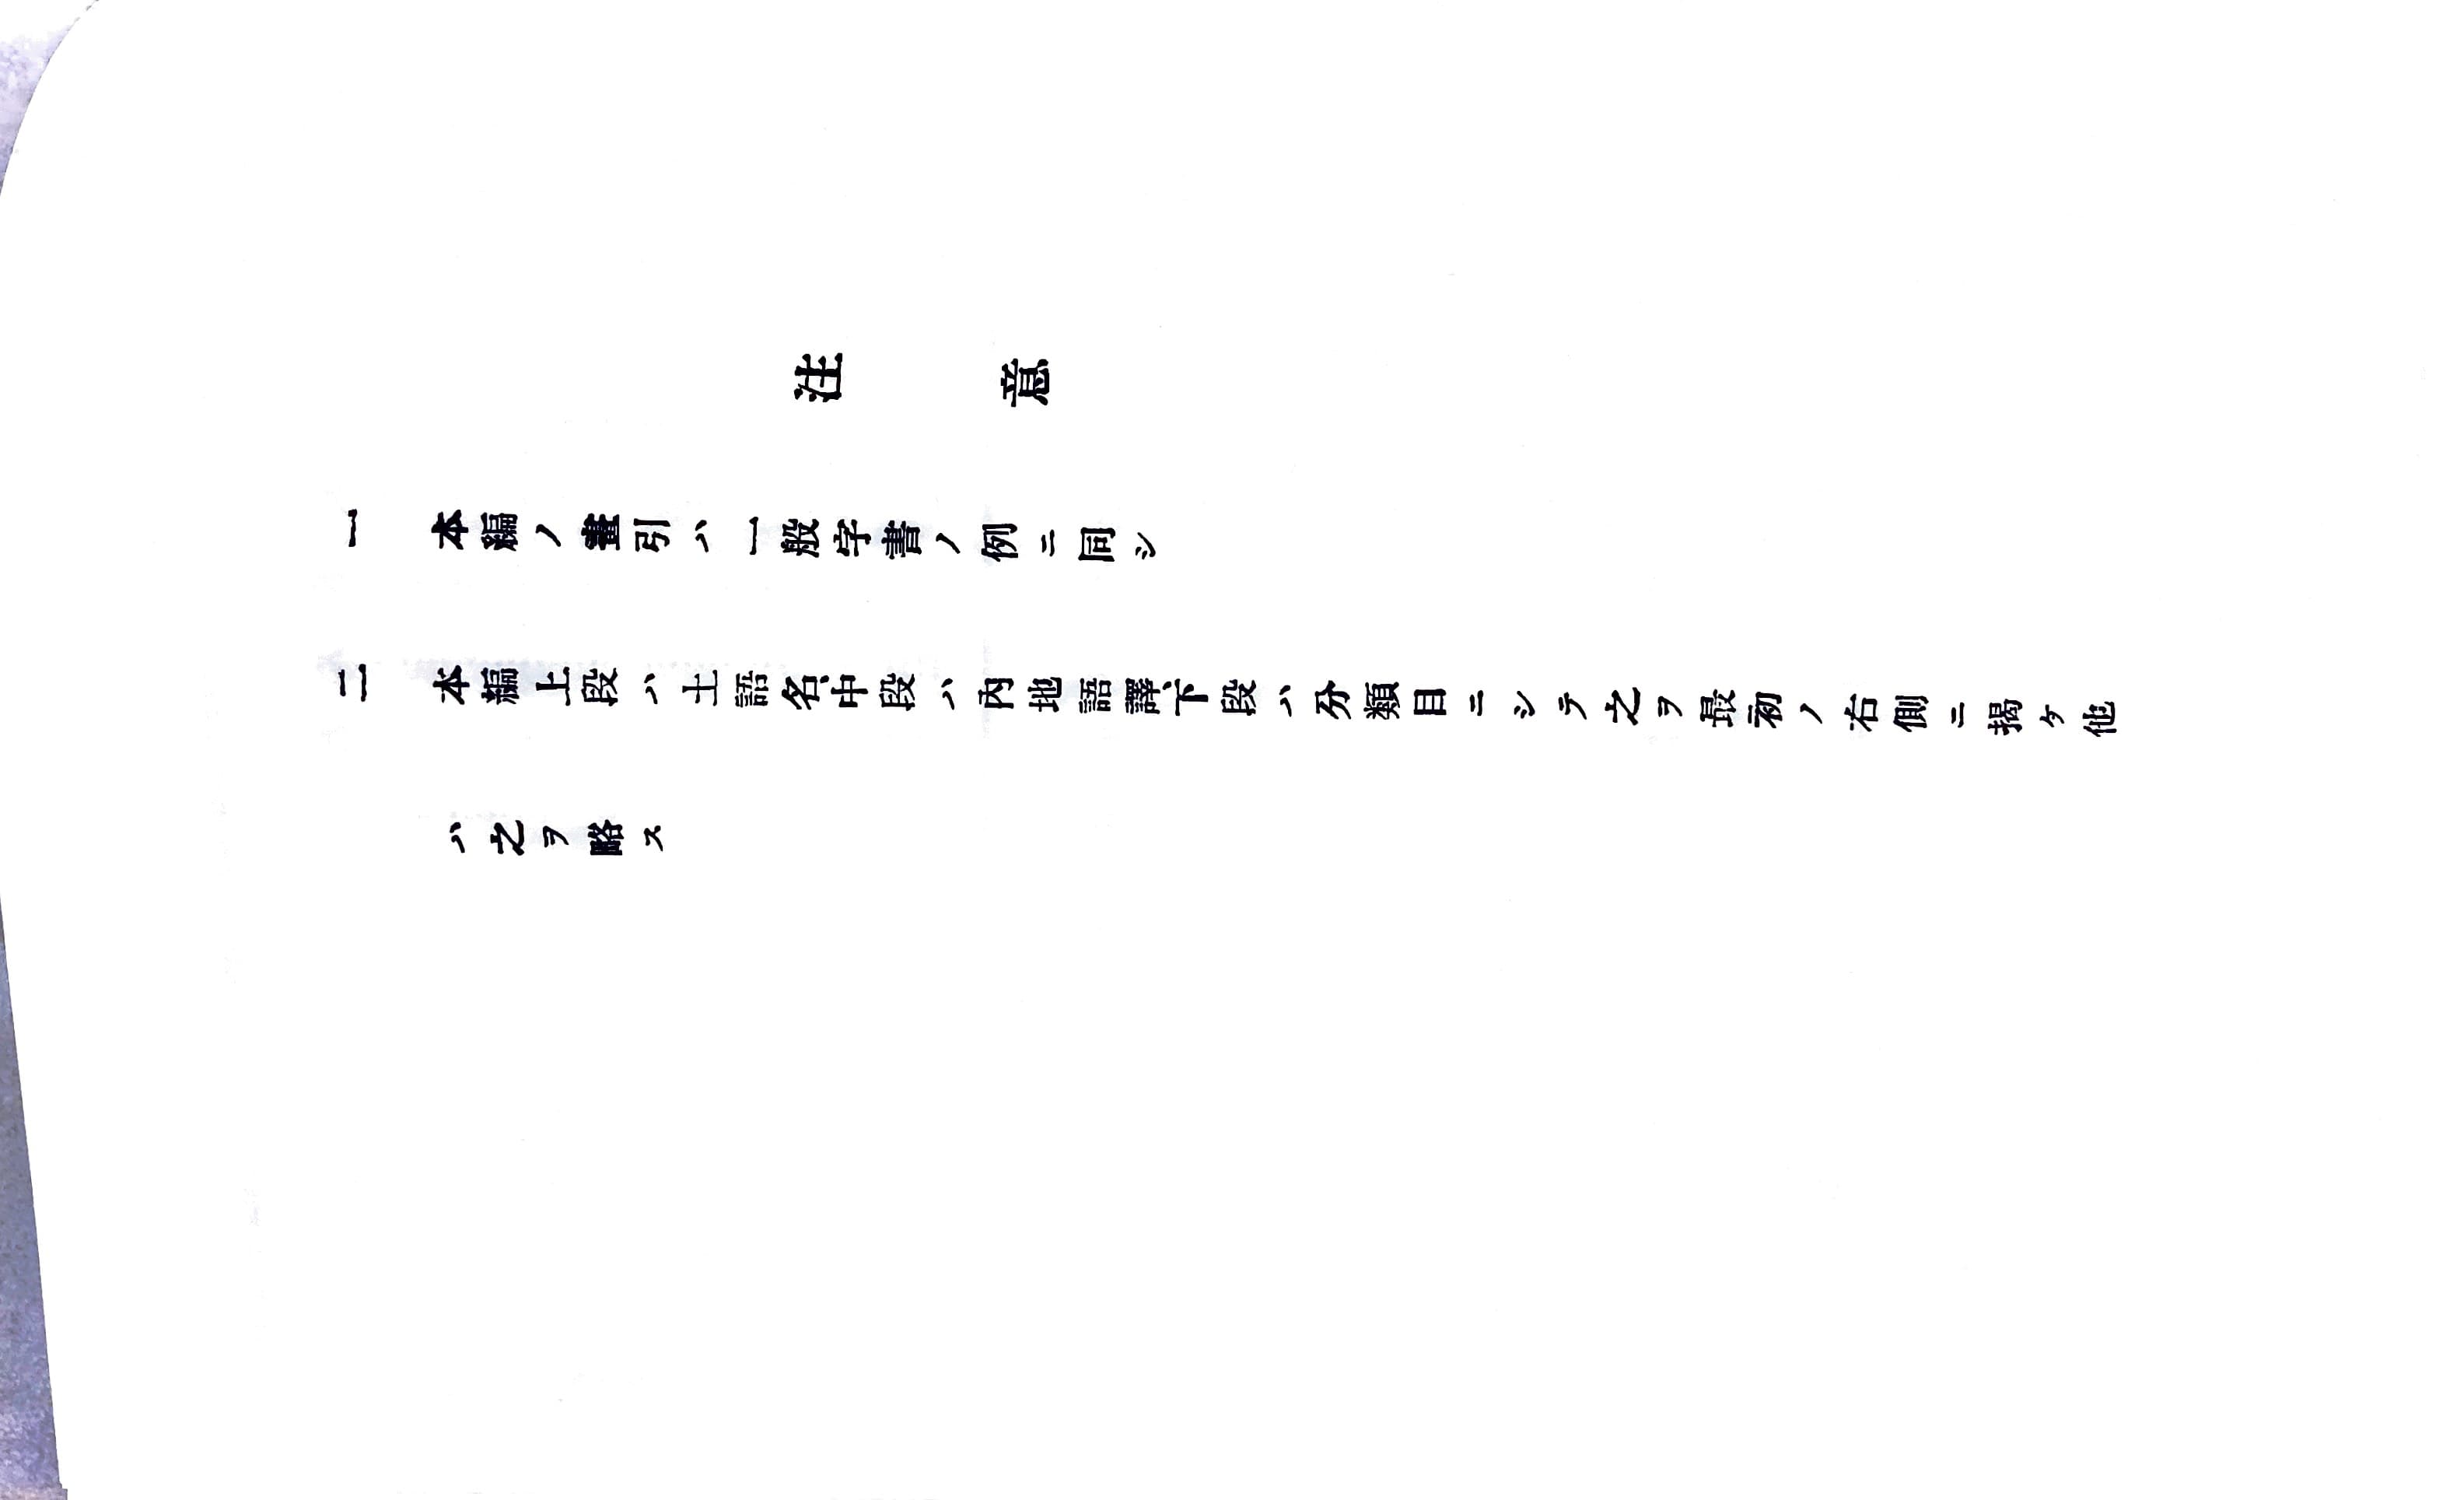 注意
一 本編ノ畫引ハ一般字書ノ例ニ同シ
二 本編上段ハ土語名、中段ハ內地語譯、下段ハ分類目ニシテ之ヲ最初ノ右側ニ揭ケ他
ハ之ヲ略ス